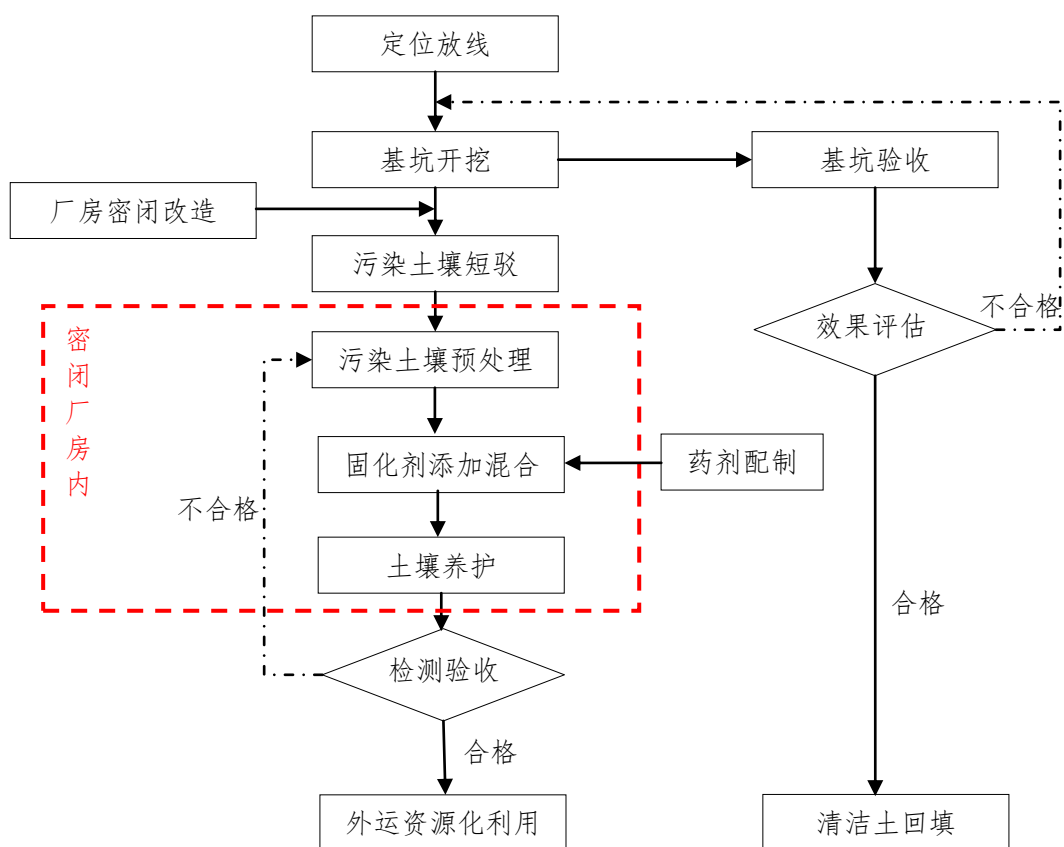 定位放线
基坑开挖
基坑验收
厂房密闭改造
污染土壤短驳
不合格
效果评估
密闭厂房内
污染土壤预处理
固化剂添加混合
药剂配制
不合格
土壤养护
合格
检测验收
合格
外运资源化利用
清洁土回填